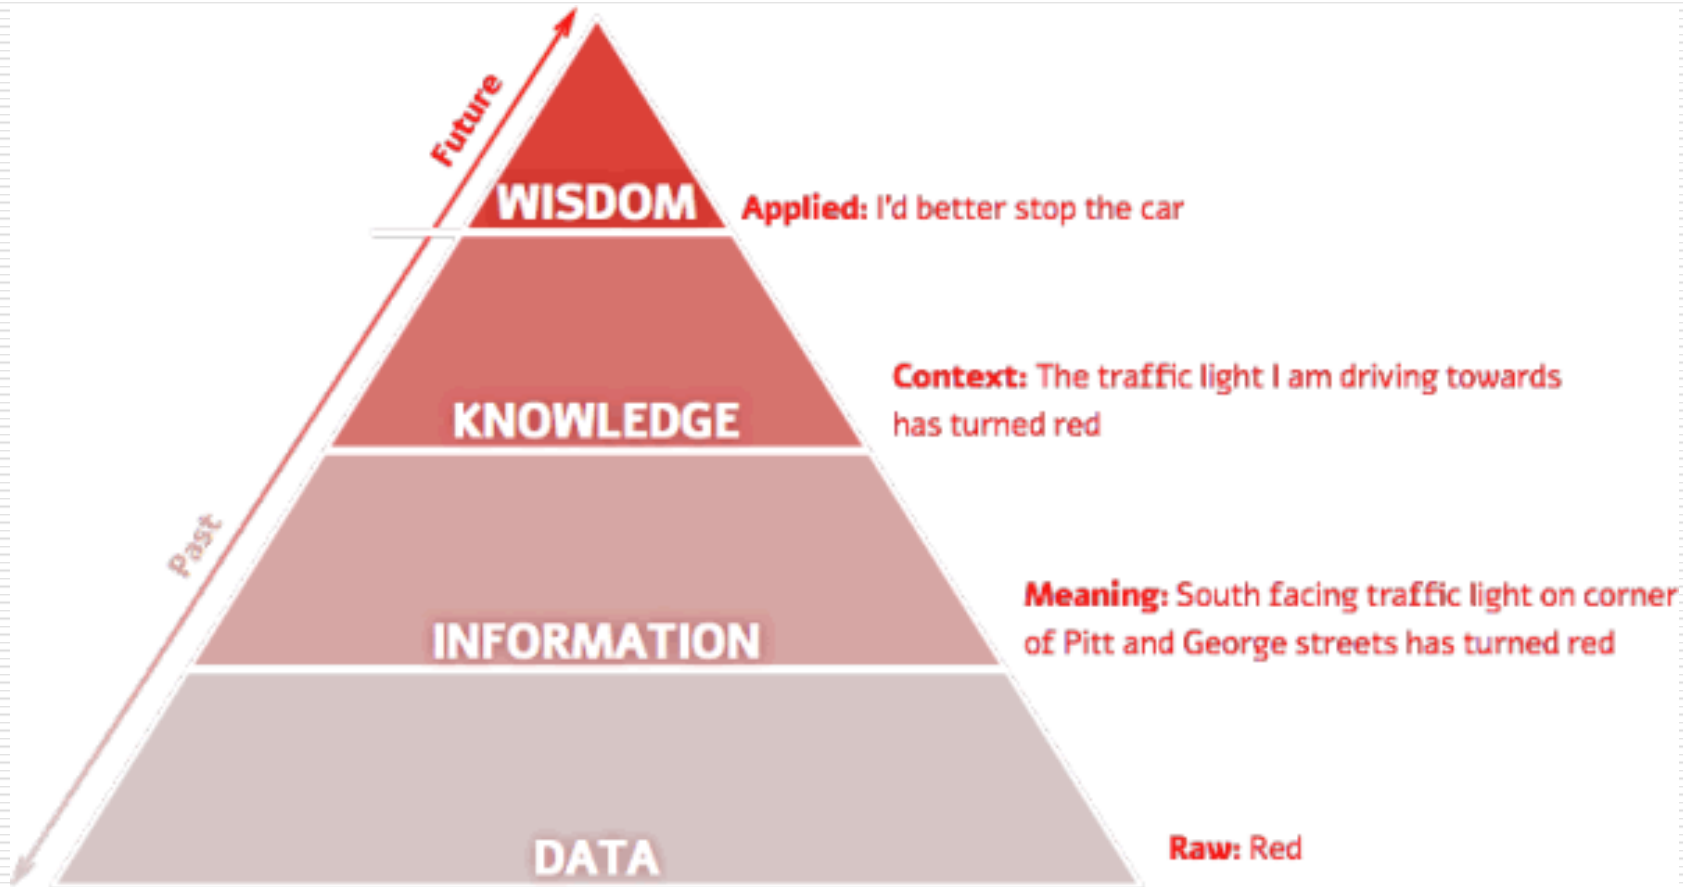 Future
WISDOM
Applied: I'd better stop the car
Context: The traffic light I am driving towards
has turned red
KNOWLEDGE
Past
Meaning: South facing traffic light on corner
of Pitt and George streets has turned red
INFORMATION
Raw: Red
DATA